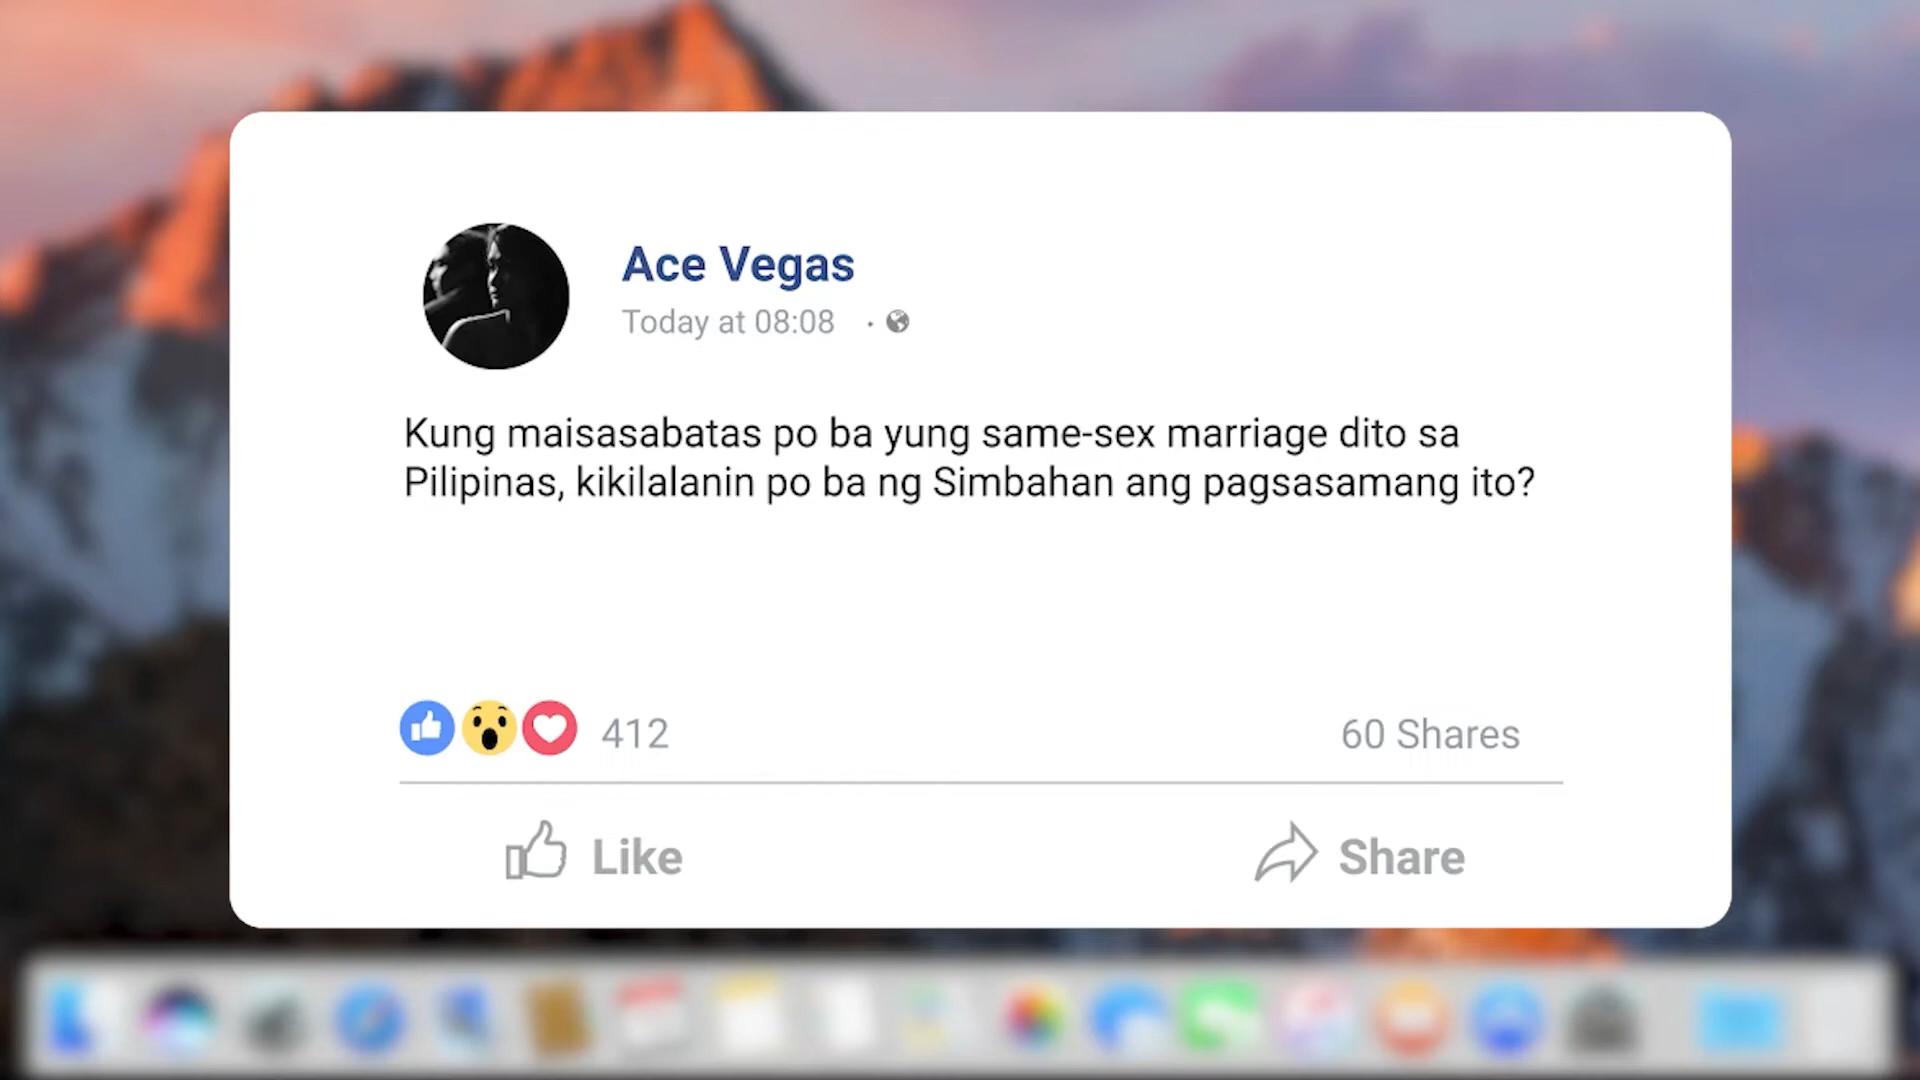 Ace Vegas
Today at 08:08
Kung maisasabatas po ba yung same-sex marriage dito sa
Pilipinas, kikilalanin po ba ng Simbahan ang pagsasamang ito?
412
60 Shares
Like
Share